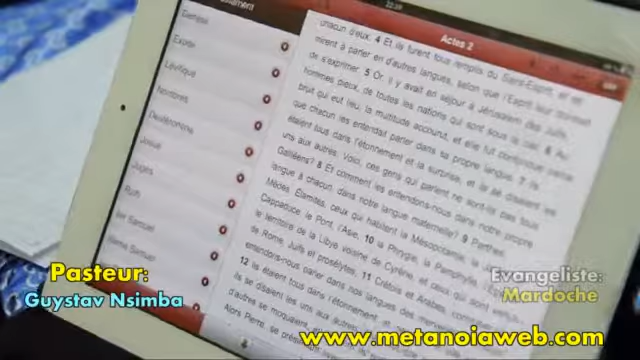 22:59
Actes 2
chacun d'eux. 4 Et ils furent tous remplis du Saint-Esprit, et se
mirent à parler en d'autres langues, selon que l'Esprit leur donnait
de s'exprimer. 5 Or, il y avait en séjour à Jérusalem des Juifs,
hommes pieux, de toutes les nations qui sont sous le ciel. 6 Au
bruit qui eut lieu, la multitude accourut, et elle fut confondue parce
que chacun les entendait parler dans sa propre langue. 7 Ils
étaient tous dans l'étonnement et la surprise, et ils se disaient les
uns aux autres: Voici, ces gens qui parlent ne sont-ils pas tous
Galiléens? 8 Et comment les entendons-nous dans notre propre
langue à chacun, dans notre langue maternelle? 9 Parthes,
Mèdes, Élamites, ceux qui habitent la Mésopotamie, la
Cappadoce, le Pont, l'Asie, 10 la Phrygie, la Pamphylie,
le territoire de la Libye voisine de Cyrène, et ceux qui sont venus
de Rome, Juifs et prosélytes, 11 Crétois et Arabes, comment
entendons-nous parler dans nos langues des merveilles
12 Ils étaient tous dans l'étonnement
ils se disaient les uns aux autres
d'autres se moquaient
Alors Pierre, se présentant
Genèse
Exode
Lévitique
Nombres
Deutéronome
Josué
Juges
Ruth
1er Samuel
2ème Samuel
Pasteur:
Guystav Nsimba
Evangeliste:
Mardoche
www.metanoiaweb.com